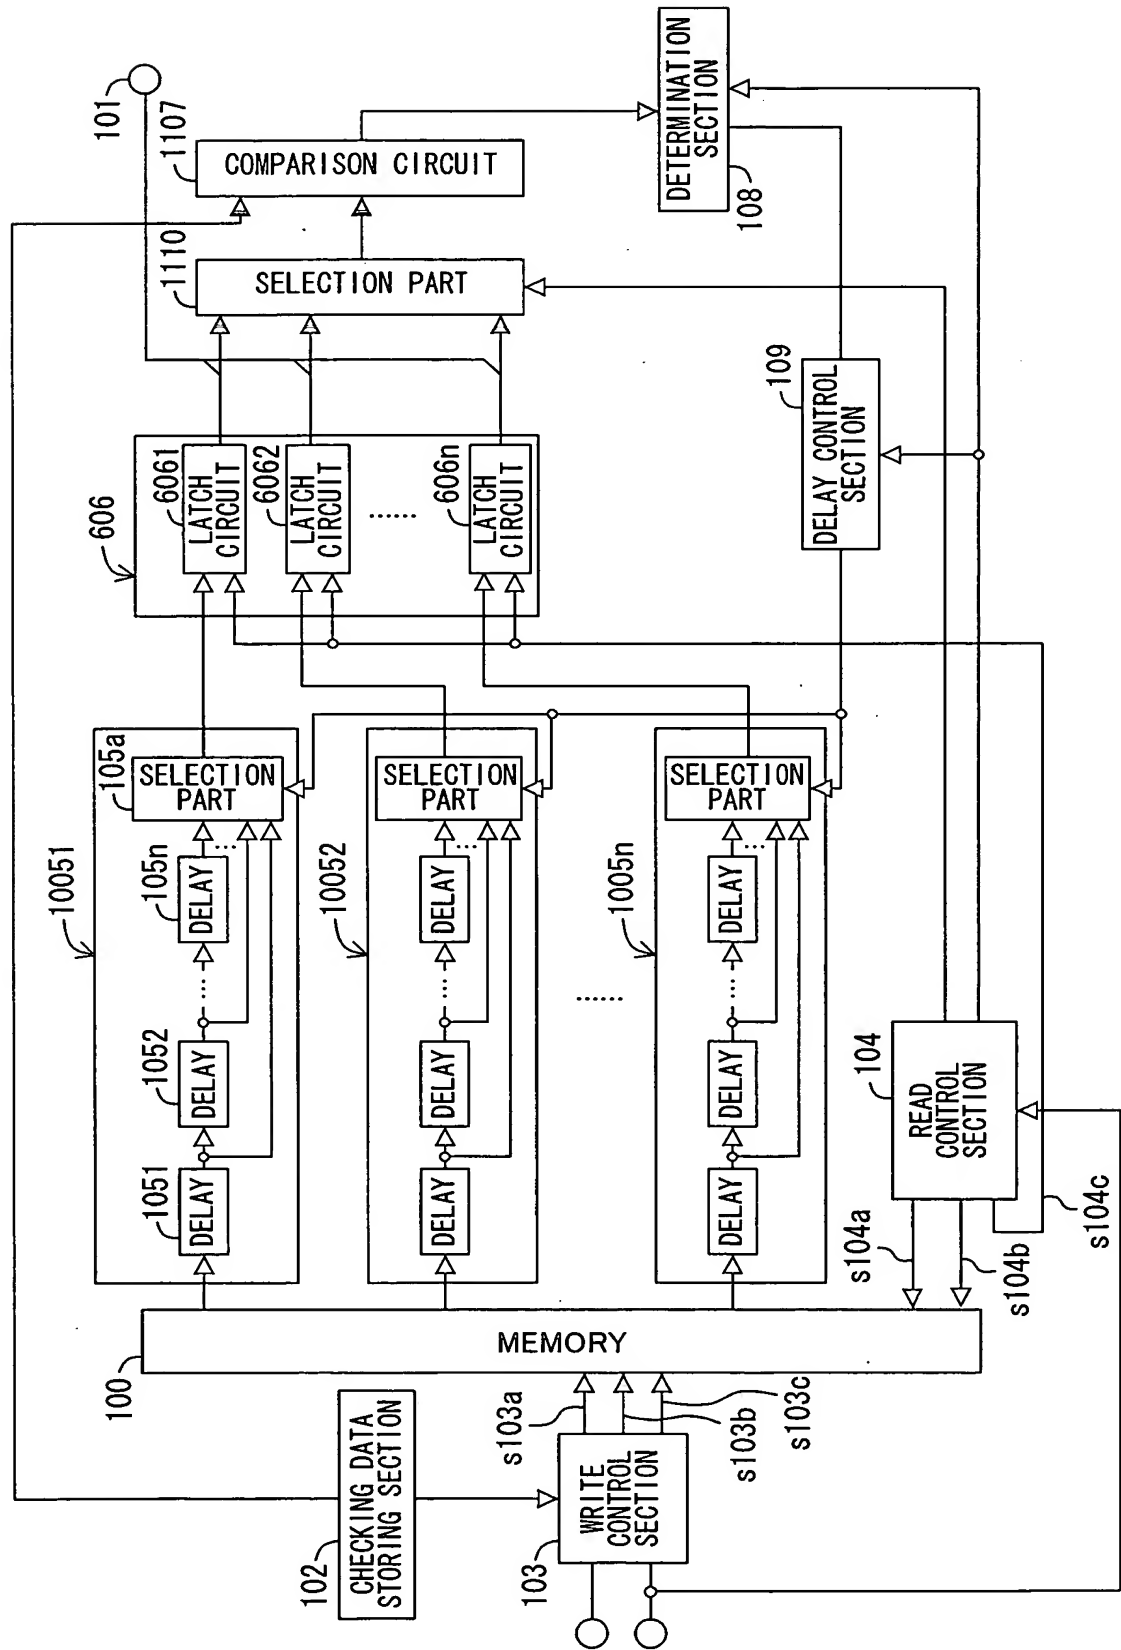 101
1107
COMPARISON CIRCUIT
1110
SELECTION PART
DETERMINATION
SECTION
108
606
6061
LATCH
CIRCUIT
6062
LATCH
CIRCUIT
......
606n
LATCH
CIRCUIT
109
DELAY CONTROL
SECTION
10051
105a
SELECTION
PART
1051
DELAY
1052
DELAY
......
105n
DELAY
...
10052
SELECTION
PART
DELAY
DELAY
......
DELAY
...
......
1005n
SELECTION
PART
DELAY
DELAY
......
DELAY
...
104
READ
CONTROL
SECTION
s104a
s104b
s104c
100
MEMORY
102
CHECKING DATA
STORING SECTION
103
WRITE
CONTROL
SECTION
s103a
s103b
s103c